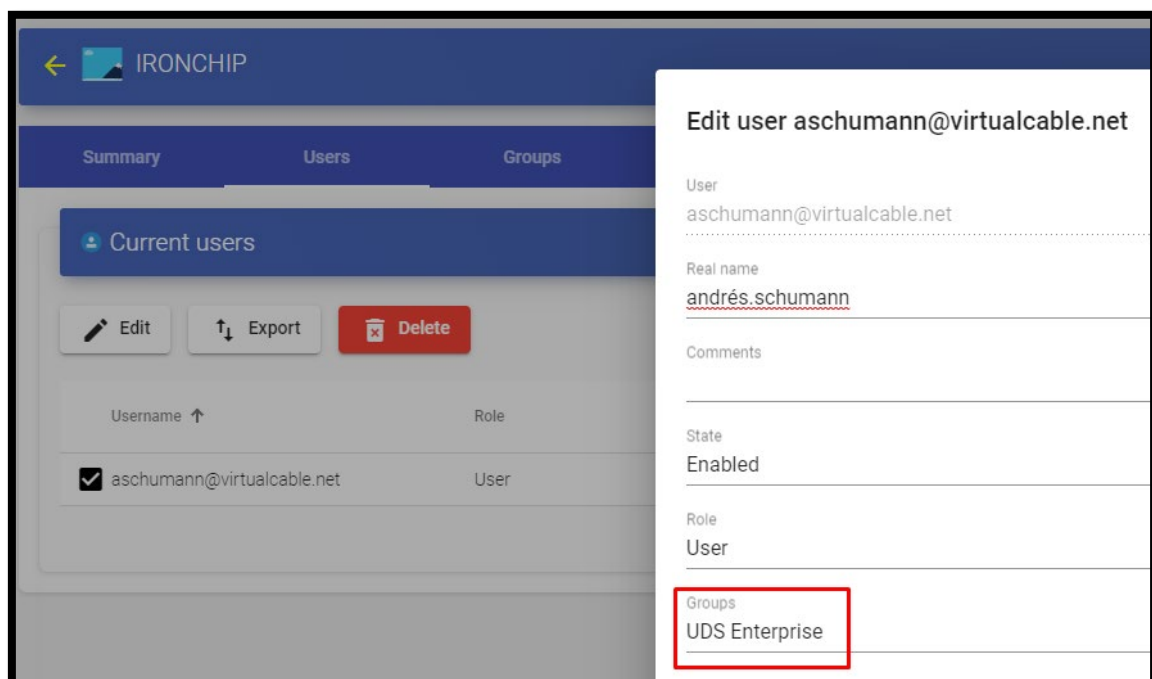 IRONCHIP
Summary Users Groups
Current users
Edit Export Delete
Username Role
aschumann@virtualcable.net User
Edit user aschumann@virtualcable.net
User
aschumann@virtualcable.net
Real name
andrés.schumann
Comments
State
Enabled
Role
User
Groups
UDS Enterprise